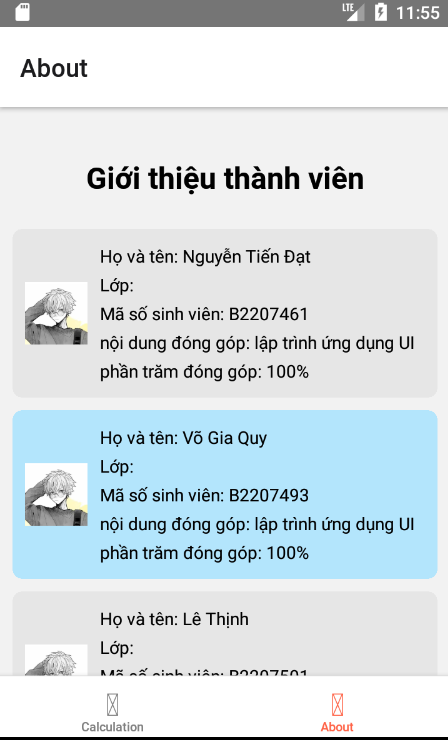 LTE 11:55
About
Giới thiệu thành viên
Họ và tên: Nguyễn Tiến Đạt
Lớp:
Mã số sinh viên: B2207461
nội dung đóng góp: lập trình ứng dụng UI
phần trăm đóng góp: 100%
Họ và tên: Võ Gia Quy
Lớp:
Mã số sinh viên: B2207493
nội dung đóng góp: lập trình ứng dụng UI
phần trăm đóng góp: 100%
Họ và tên: Lê Thịnh
Lớp:
Mã số sinh viên:
Calculation About